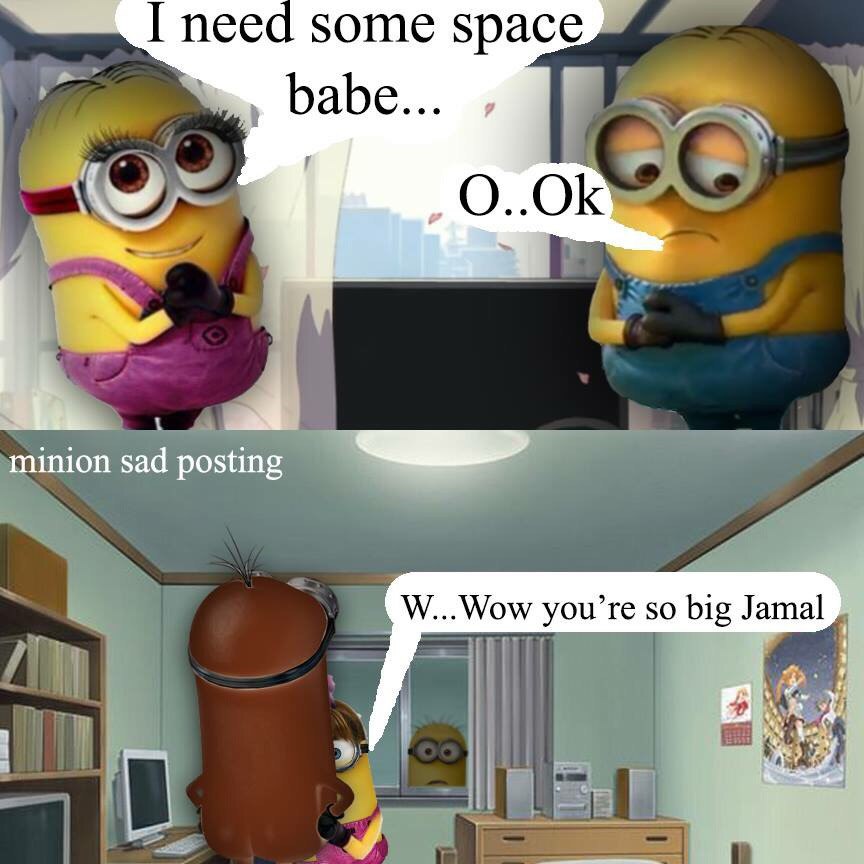 I need some space
babe...
O..Ok
minion sad posting
W...Wow you're so big Jamal